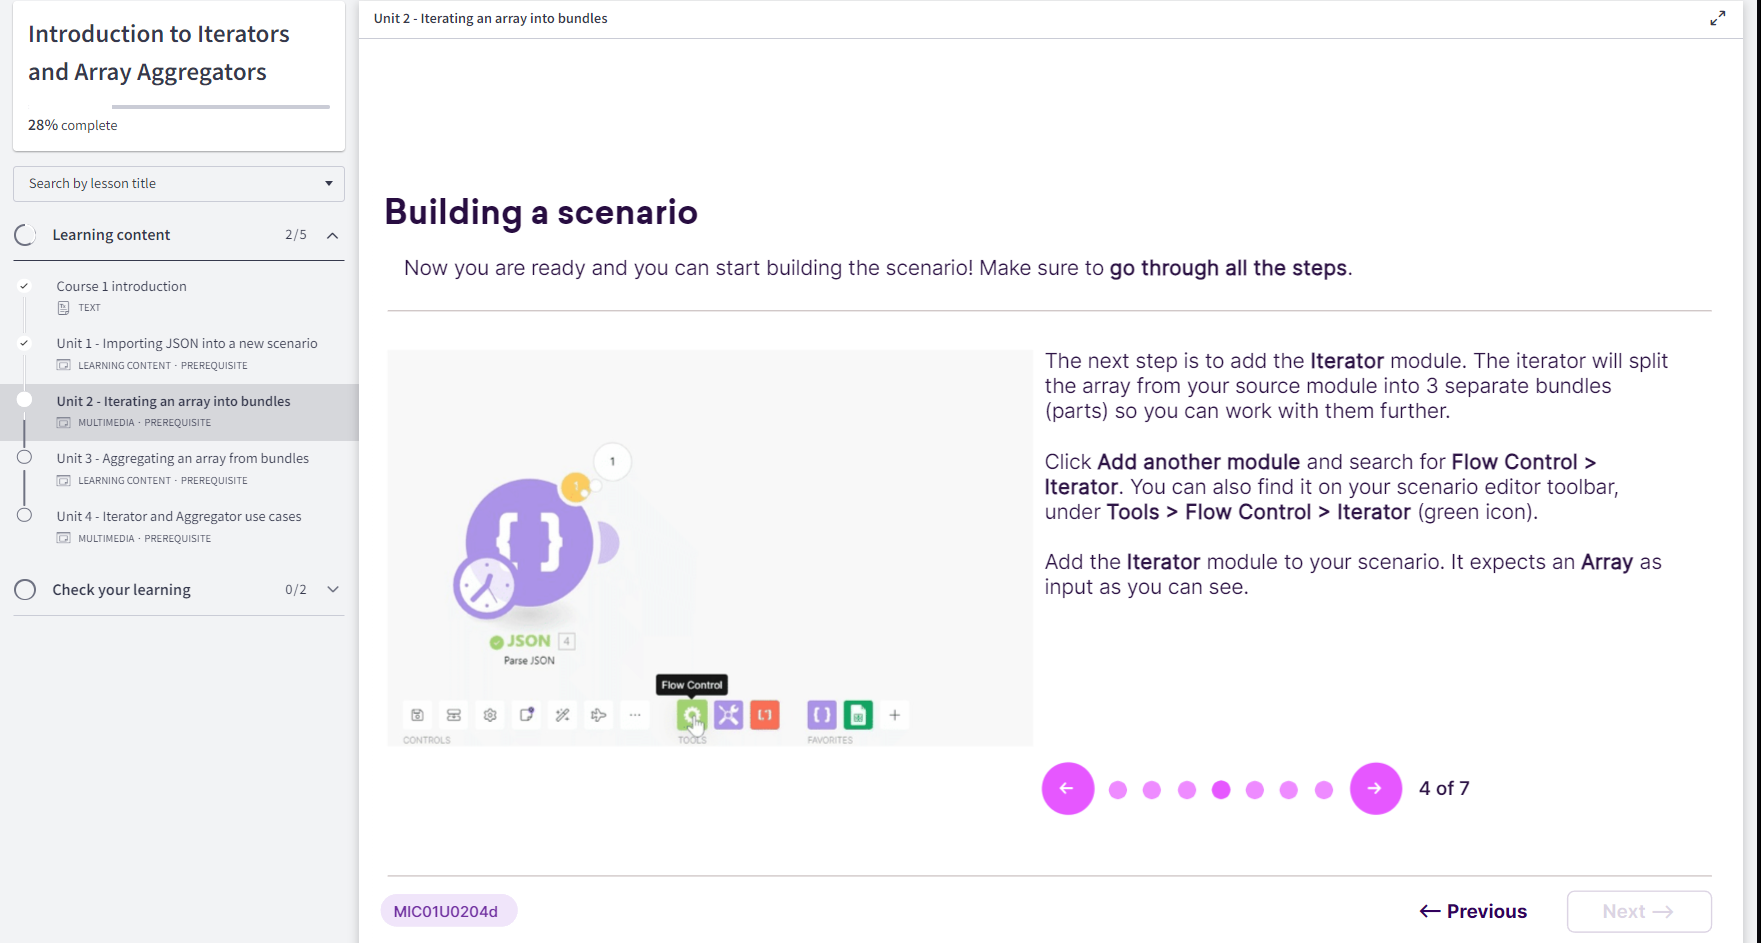 Introduction to Iterators
and Array Aggregators
28% complete
Search by lesson title
Learning content 2/5
Course 1 introduction
TEXT
Unit 1 - Importing JSON into a new scenario
LEARNING CONTENT · PREREQUISITE
Unit 2 - Iterating an array into bundles
MULTIMEDIA · PREREQUISITE
Unit 3 - Aggregating an array from bundles
LEARNING CONTENT · PREREQUISITE
Unit 4 - Iterator and Aggregator use cases
MULTIMEDIA · PREREQUISITE
Check your learning 0/2
Unit 2 - Iterating an array into bundles
Building a scenario
Now you are ready and you can start building the scenario! Make sure to go through all the steps.
1
1
JSON 4
Parse JSON
Flow Control
CONTROLS
TOOLS
FAVORITES
The next step is to add the Iterator module. The iterator will split
the array from your source module into 3 separate bundles
(parts) so you can work with them further.
Click Add another module and search for Flow Control >
Iterator. You can also find it on your scenario editor toolbar,
under Tools > Flow Control > Iterator (green icon).
Add the Iterator module to your scenario. It expects an Array as
input as you can see.
4 of 7
MIC01U0204d
← Previous
Next →